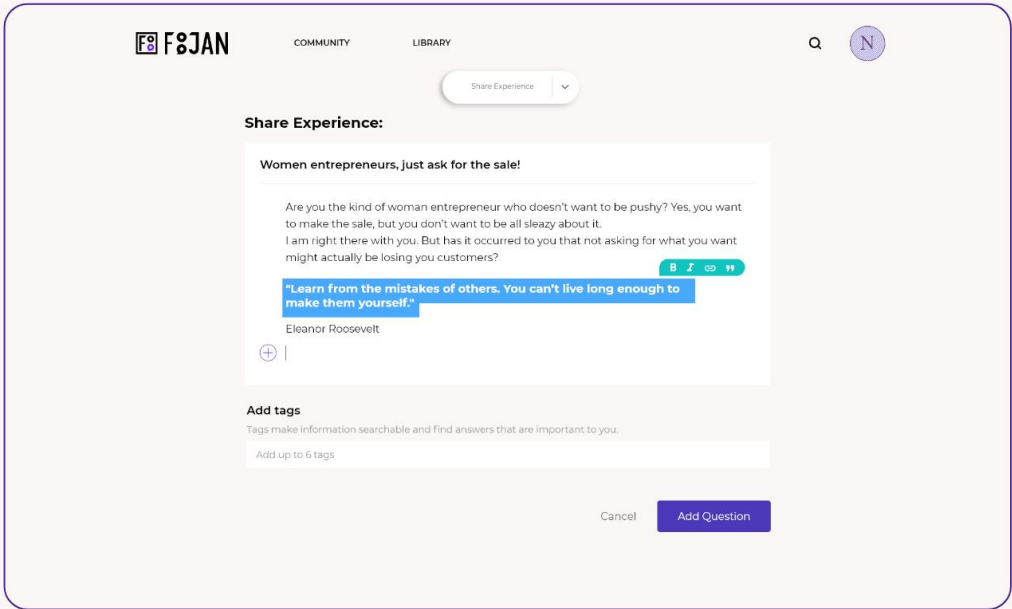 FOJAN
COMMUNITY
LIBRARY
N
Share Experience
Share Experience:
Women entrepreneurs, just ask for the sale!
Are you the kind of woman entrepreneur who doesn't want to be pushy? Yes, you want
to make the sale, but you don't want to be all sleazy about it.
I am right there with you. But has it occurred to you that not asking for what you want
might actually be losing you customers?
B I
"Learn from the mistakes of others. You can't live long enough to
make them yourself."
Eleanor Roosevelt
Add tags
Tags make information searchable and find answers that are important to you.
Add up to 6 tags
Cancel
Add Question